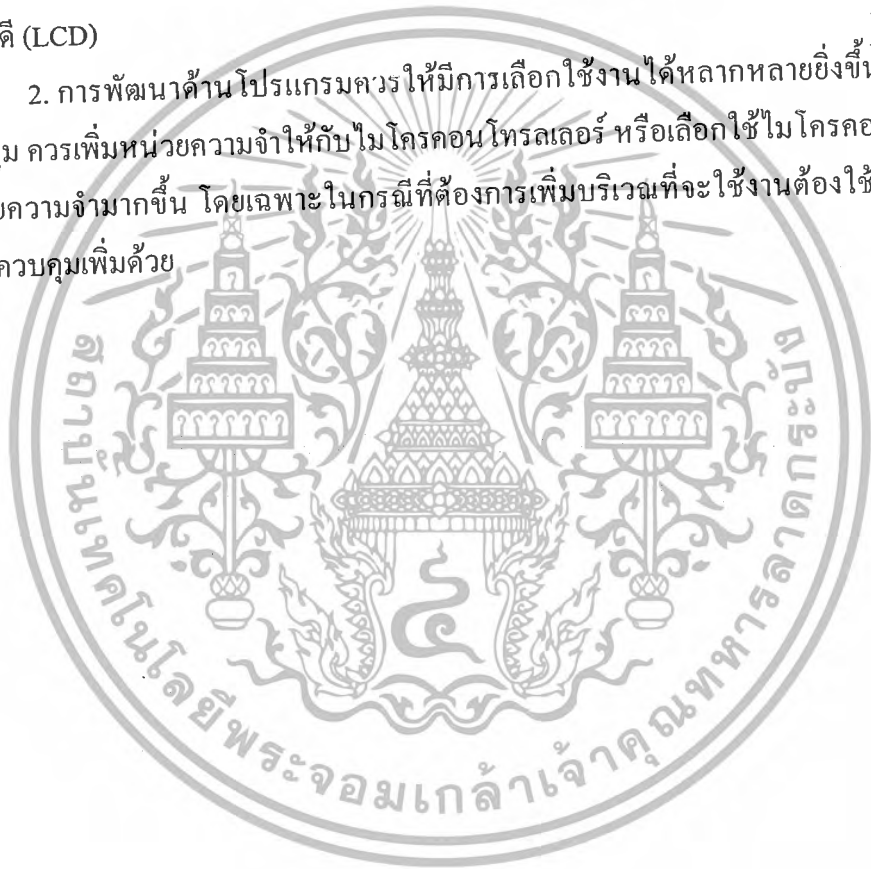 ดี (LCD)
2. การพัฒนาด้านโปรแกรมควรให้มีการเลือกใช้งานได้หลากหลายยิ่งขึ้น
ุม ควรเพิ่มหน่วยความจำให้กับไมโครคอนโทรลเลอร์ หรือเลือกใช้ไมโครคอ
ยความจำมากขึ้น โดยเฉพาะในกรณีที่ต้องการเพิ่มบริเวณที่จะใช้งานต้องใช้
ควบคุมเพิ่มด้วย
สถาบันเทคโนโลยีพระจอมเกล้าเจ้าคุณทหารลาดกระบัง
๔